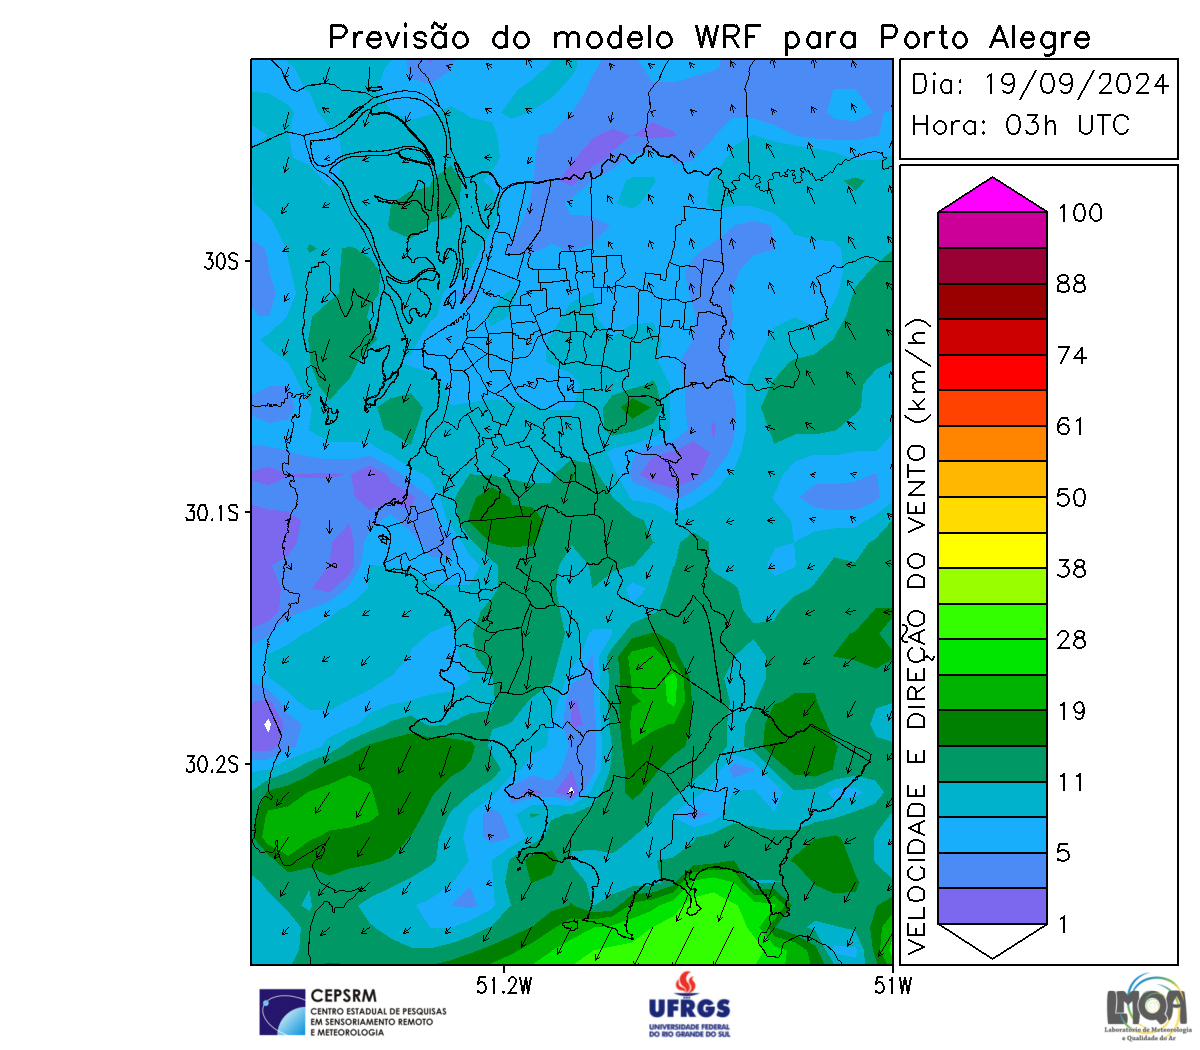 Previsão do modelo WRF para Porto Alegre
Dia: 19/09/2024
Hora: 03h UTC
30S
30.1S
30.2S
51.2W
51W
VELOCIDADE E DIREÇÃO DO VENTO (km/h)
100
88
74
61
50
38
28
19
11
5
1
CEPSRM
CENTRO ESTADUAL DE PESQUISAS
EM SENSORIAMENTO REMOTO
E METEOROLOGIA
UFRGS
UNIVERSIDADE FEDERAL
DO RIO GRANDE DO SUL
LMQA
Laboratório de Meteorologia
e Qualidade do Ar